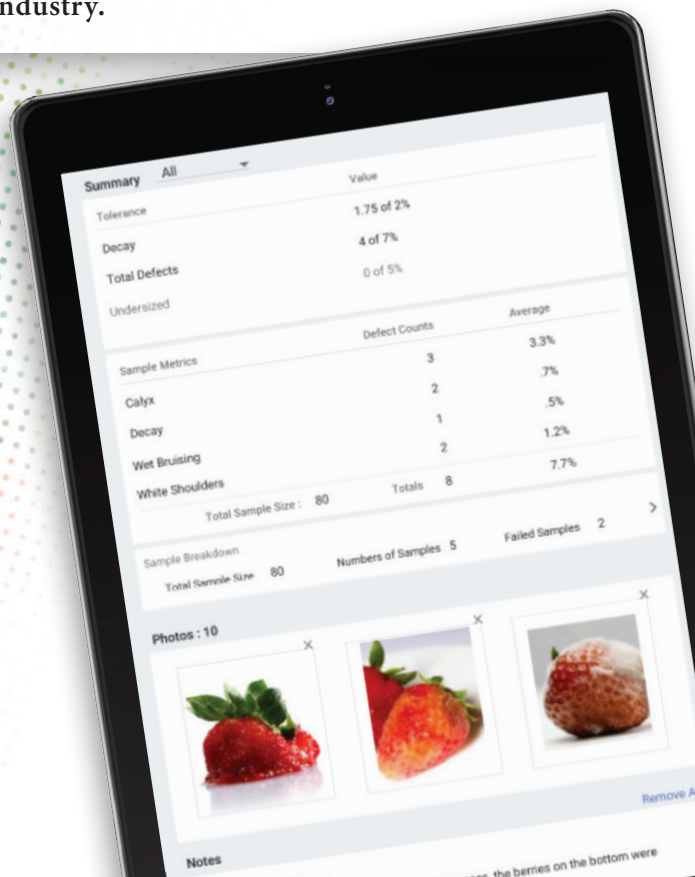 ndustry.
Summary All
Tolerance Value
Decay 1.75 of 2%
Total Defects 4 of 7%
Undersized 0 of 5%
Sample Metrics Defect Counts Average
Calyx 3 3.3%
Decay 2 .7%
Wet Bruising 1 .5%
White Shoulders 2 1.2%
Total Sample Size : 80 Totals 8 7.7%
Sample Breakdown
Total Sample Size 80 Numbers of Samples 5 Failed Samples 2
Photos : 10
X X X
Remove A
Notes
the berries on the bottom were